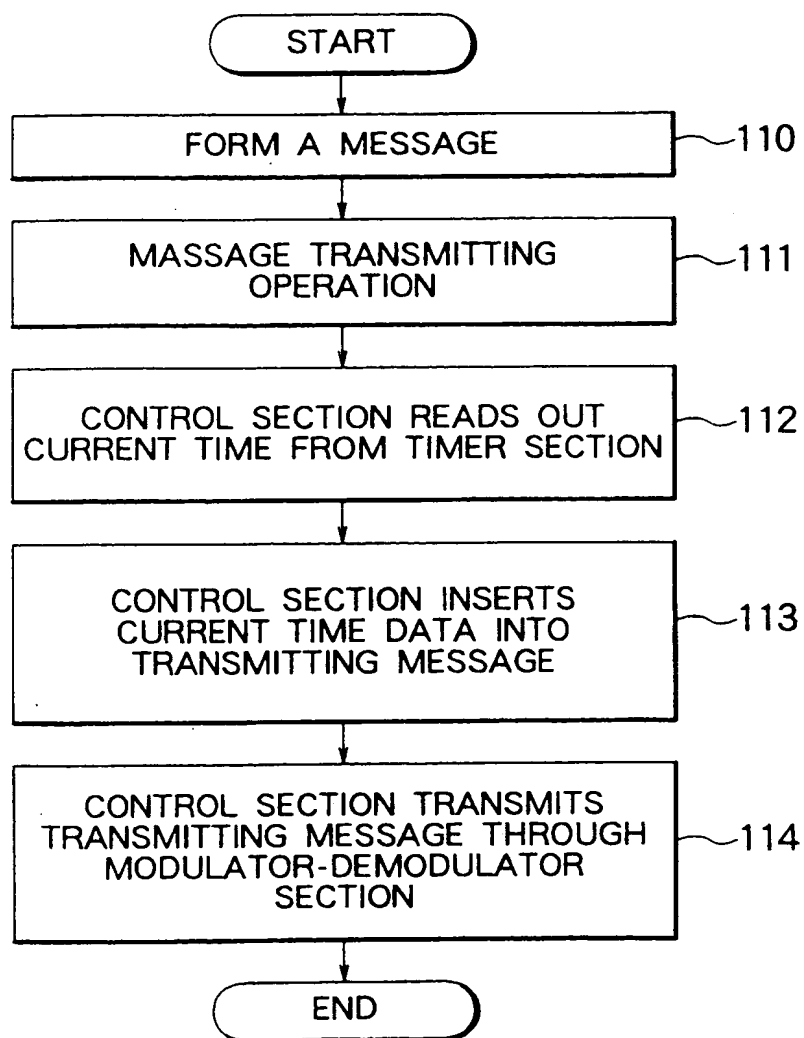 START
FORM A MESSAGE
110
MASSAGE TRANSMITTING
OPERATION
111
CONTROL SECTION READS OUT
CURRENT TIME FROM TIMER SECTION
112
CONTROL SECTION INSERTS
CURRENT TIME DATA INTO
TRANSMITTING MESSAGE
113
CONTROL SECTION TRANSMITS
TRANSMITTING MESSAGE THROUGH
MODULATOR-DEMODULATOR
SECTION
114
END